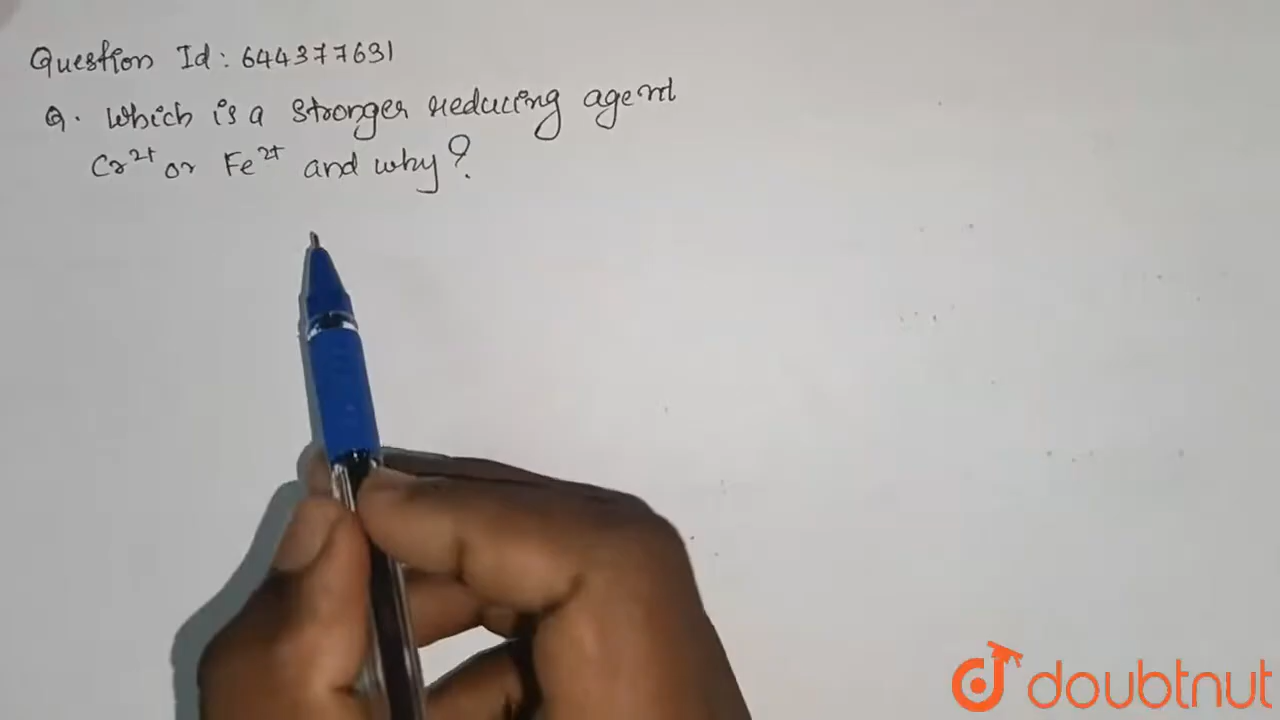 Question Id: 644377631
Q. Which is a stronger reducing agent
Cr²⁺ or Fe²⁺ and why?
doubtnut